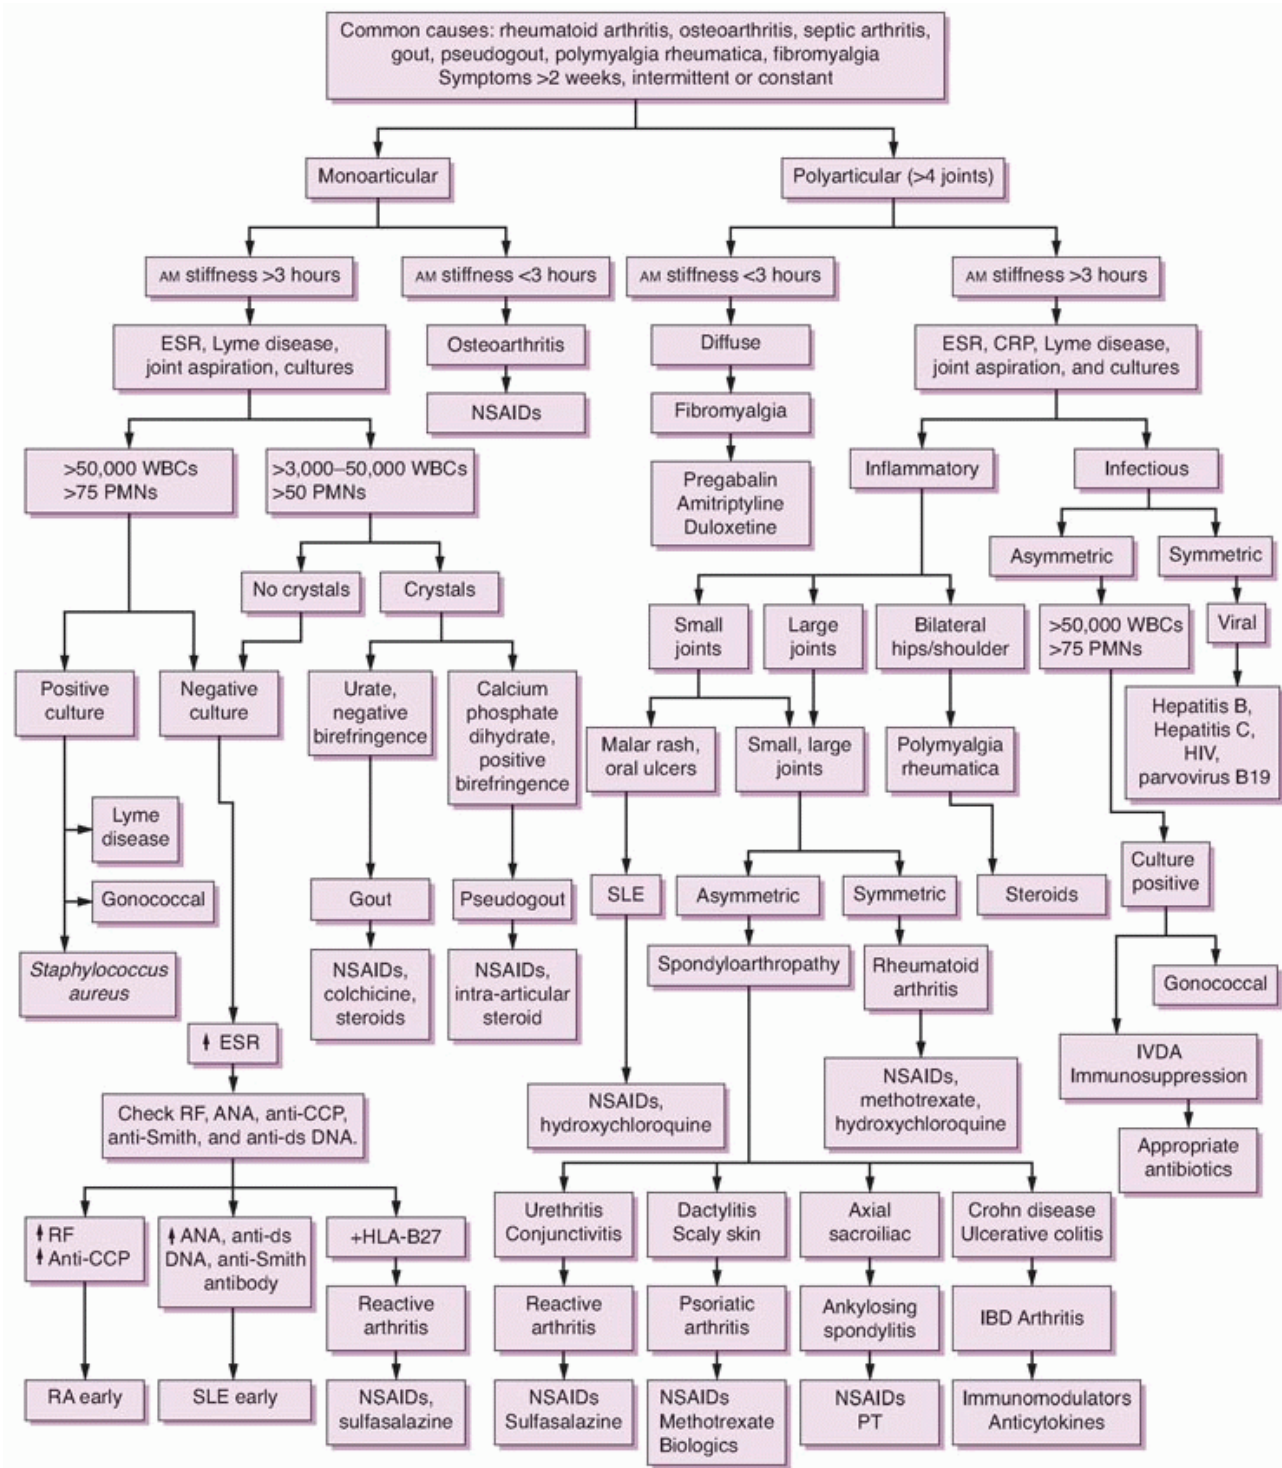 Common causes: rheumatoid arthritis, osteoarthritis, septic arthritis,
gout, pseudogout, polymyalgia rheumatica, fibromyalgia
Symptoms >2 weeks, intermittent or constant
Monoarticular
Polyarticular (>4 joints)
AM stiffness >3 hours
AM stiffness <3 hours
AM stiffness <3 hours
AM stiffness >3 hours
ESR, Lyme disease,
joint aspiration, cultures
Osteoarthritis
Diffuse
ESR, CRP, Lyme disease,
joint aspiration, and cultures
NSAIDs
Fibromyalgia
>50,000 WBCs
>75 PMNs
>3,000–50,000 WBCs
>50 PMNs
Pregabalin
Amitriptyline
Duloxetine
Inflammatory
Infectious
Asymmetric
Symmetric
No crystals
Crystals
Small
joints
Large
joints
Bilateral
hips/shoulder
>50,000 WBCs
>75 PMNs
Viral
Positive
culture
Negative
culture
Urate,
negative
birefringence
Calcium
phosphate
dihydrate,
positive
birefringence
Malar rash,
oral ulcers
Small, large
joints
Polymyalgia
rheumatica
Hepatitis B,
Hepatitis C,
HIV,
parvovirus B19
Lyme
disease
Gonococcal
Staphylococcus
aureus
Gout
Pseudogout
SLE
Asymmetric
Symmetric
Steroids
Culture
positive
NSAIDs,
colchicine,
steroids
NSAIDs,
intra-articular
steroid
Spondyloarthropathy
Rheumatoid
arthritis
Gonococcal
↑ ESR
NSAIDs,
hydroxychloroquine
NSAIDs,
methotrexate,
hydroxychloroquine
IVDA
Immunosuppression
Check RF, ANA, anti-CCP,
anti-Smith, and anti-ds DNA.
Appropriate
antibiotics
↑ RF
↑ Anti-CCP
↑ ANA, anti-ds
DNA, anti-Smith
antibody
+HLA-B27
Urethritis
Conjunctivitis
Dactylitis
Scaly skin
Axial
sacroiliac
Crohn disease
Ulcerative colitis
Reactive
arthritis
Reactive
arthritis
Psoriatic
arthritis
Ankylosing
spondylitis
IBD Arthritis
RA early
SLE early
NSAIDs,
sulfasalazine
NSAIDs
Sulfasalazine
NSAIDs
Methotrexate
Biologics
NSAIDs
PT
Immunomodulators
Anticytokines